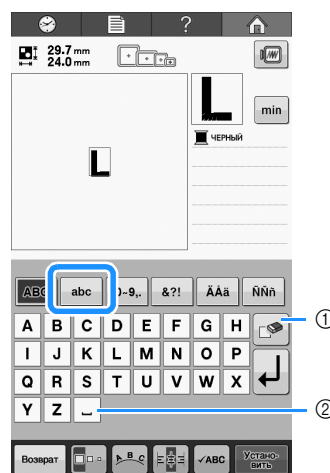 ?
29.7 mm
24.0 mm
L
min
ЧЕРНЫЙ
L
ABC abc 0~9,. &?! ÄÅä ÑÑñ
A B C D E F G H ①
I J K L M N O P
Q R S T U V W X
Y Z ②
Возврат ABC ✓ABC Устано-
вить